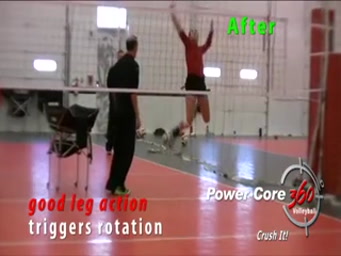 After
good leg action
triggers rotation
Power Core 360
Volleyball
Crush It!